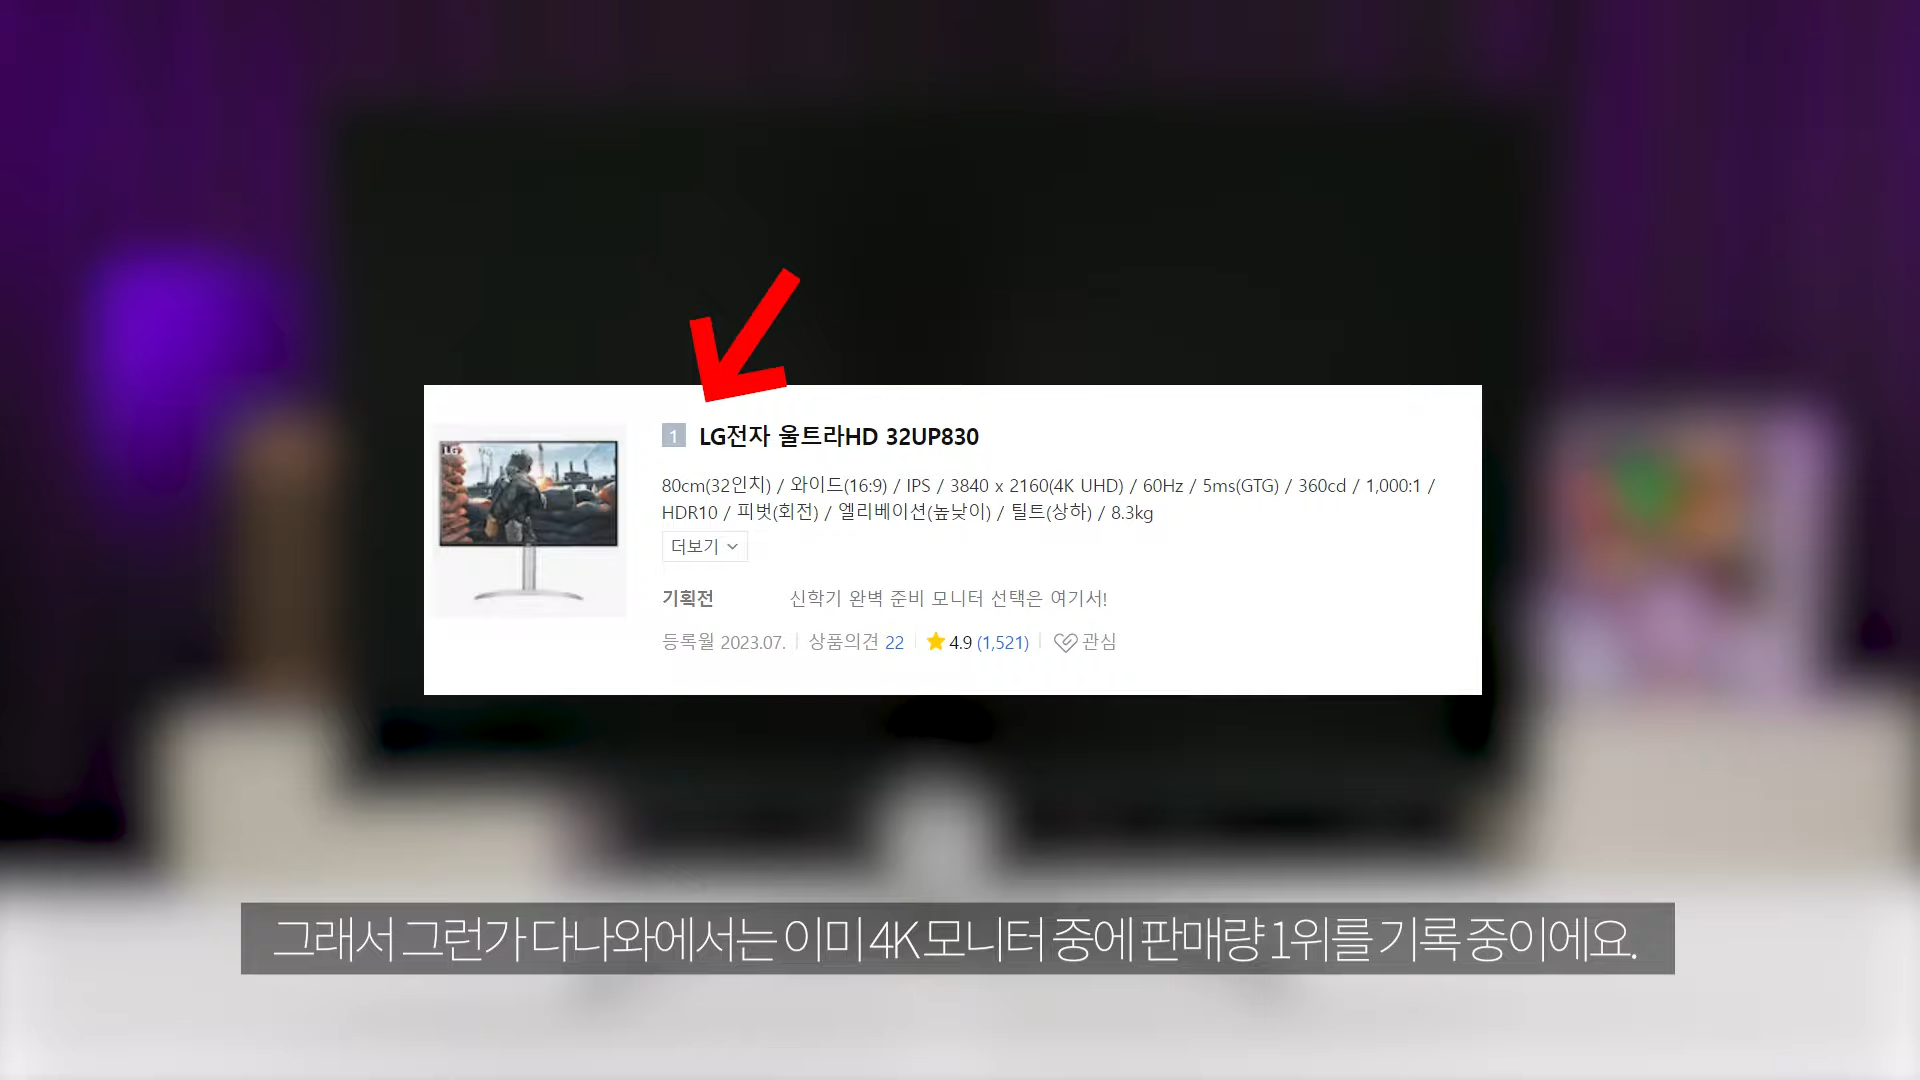 1 LG전자 울트라HD 32UP830
80cm(32인치) / 와이드(16:9) / IPS / 3840 x 2160(4K UHD) / 60Hz / 5ms(GTG) / 360cd / 1,000:1 /
HDR10 / 피벗(회전) / 엘리베이션(높낮이) / 틸트(상하) / 8.3kg
더보기
기획전 신학기 완벽 준비 모니터 선택은 여기서!
등록월 2023.07. 상품의견 22 4.9 (1,521) 관심
LG
그래서 그런가 다나와에서는 이미 4K 모니터 중에 판매량 1위를 기록 중이에요.